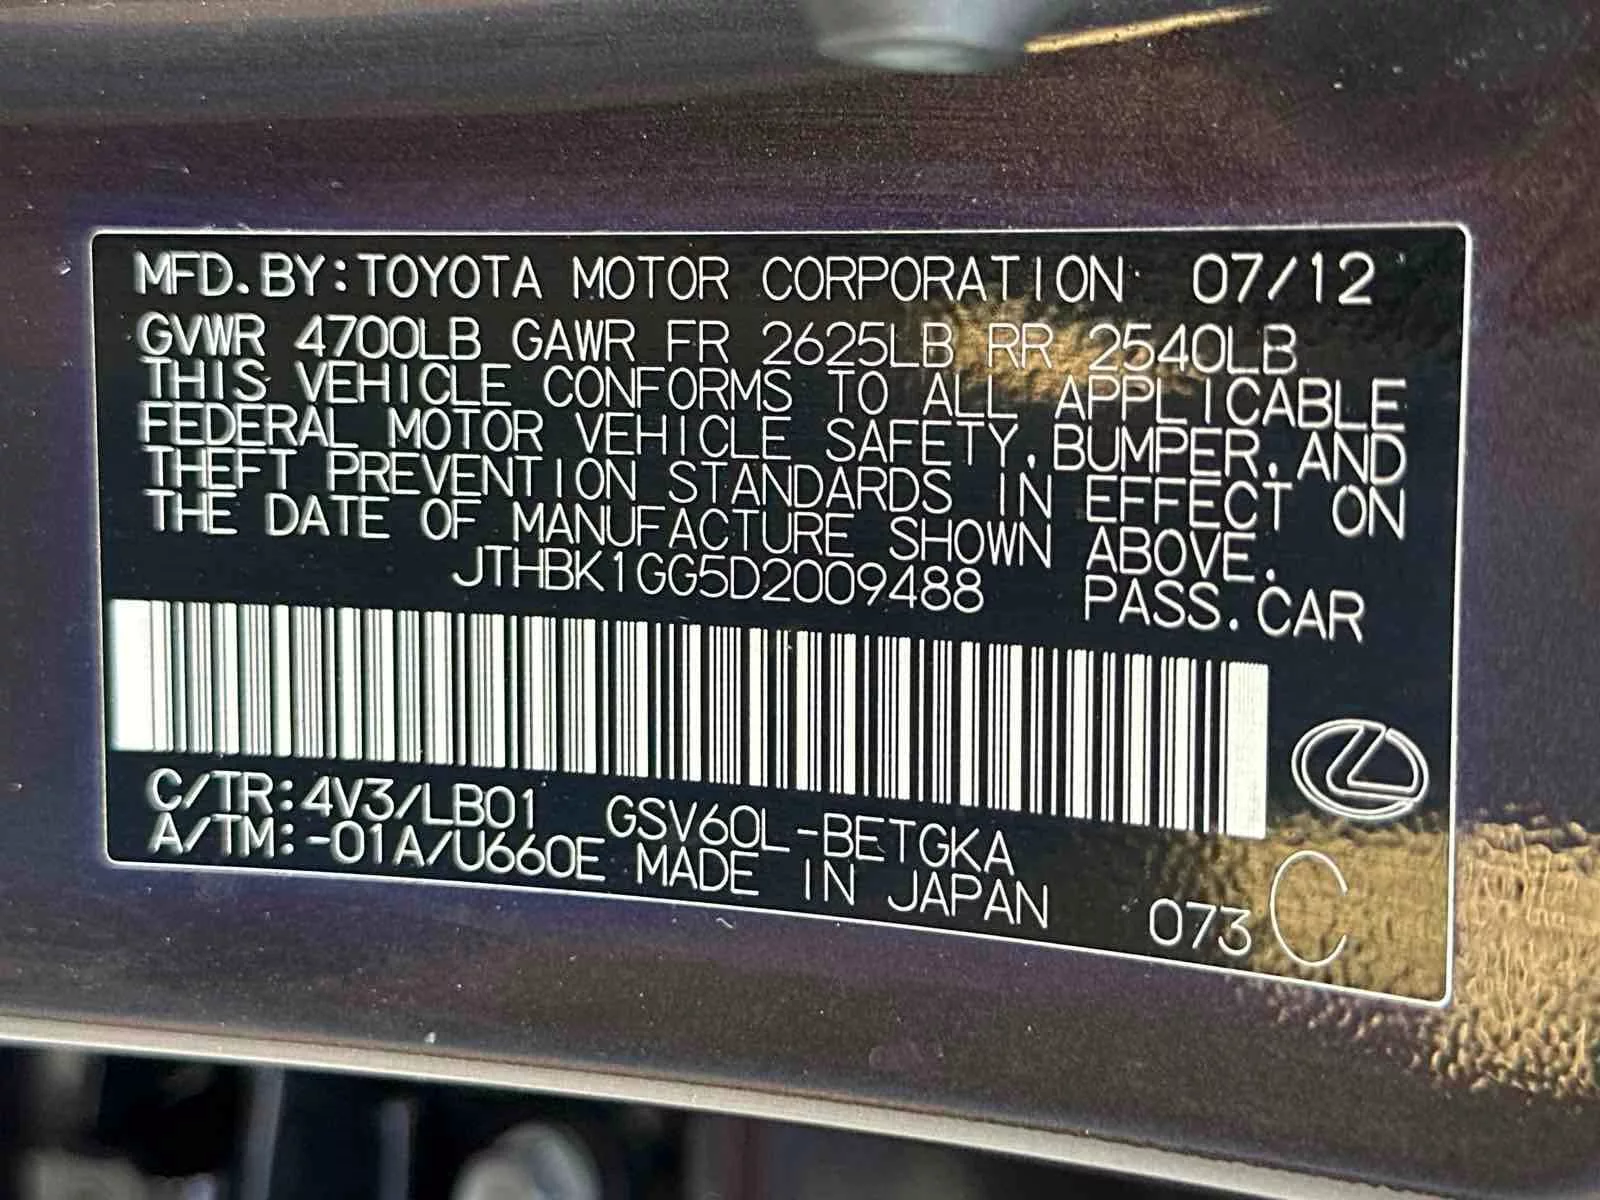 MFD. BY: TOYOTA MOTOR CORPORATION 07/12
GVWR 4700LB GAWR FR 2625LB RR 2540LB
THIS VEHICLE CONFORMS TO ALL APPLICABLE
FEDERAL MOTOR VEHICLE SAFETY, BUMPER, AND
THEFT PREVENTION STANDARDS IN EFFECT ON
THE DATE OF MANUFACTURE SHOWN ABOVE.
JTHBK1GG5D2009488 PASS. CAR
C/TR: 4V3/LB01 GSV60L-BETGKA
A/TM: -01A/U660E MADE IN JAPAN 073 C